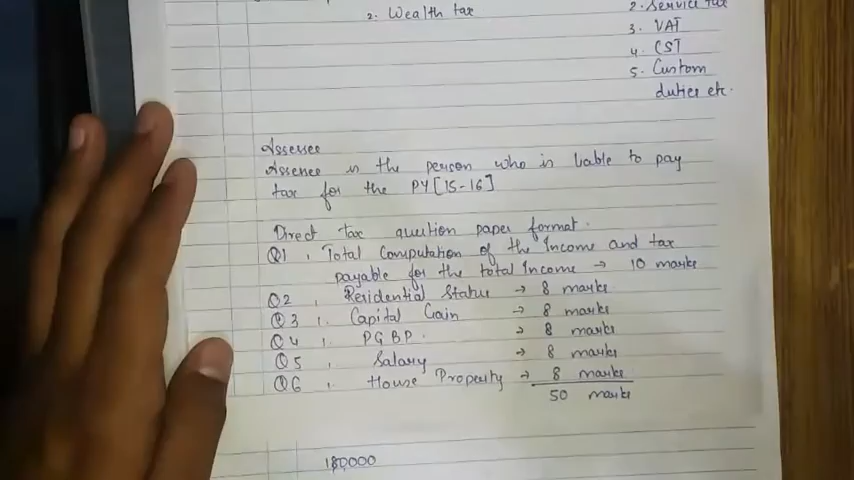 2. Wealth tax
2. Service tax
3. VAT
4. CST
5. Custom
duties etc.
Assessee
Assessee is the person who is liable to pay
tax for the PY [15-16]
Direct tax question paper format.
Q1 , Total Computation of the Income and tax
payable for the total Income → 10 marks
Q2 , Residential Status → 8 marks
Q3 , Capital Gain → 8 marks
Q4 , PGBP. → 8 marks
Q5 , Salary → 8 marks
Q6 , House Property → 8 marks
50 marks
180000